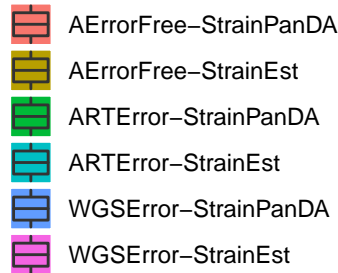 AErrorFree−StrainPanDA
AErrorFree−StrainEst
ARTError−StrainPanDA
ARTError−StrainEst
WGSError−StrainPanDA
WGSError−StrainEst